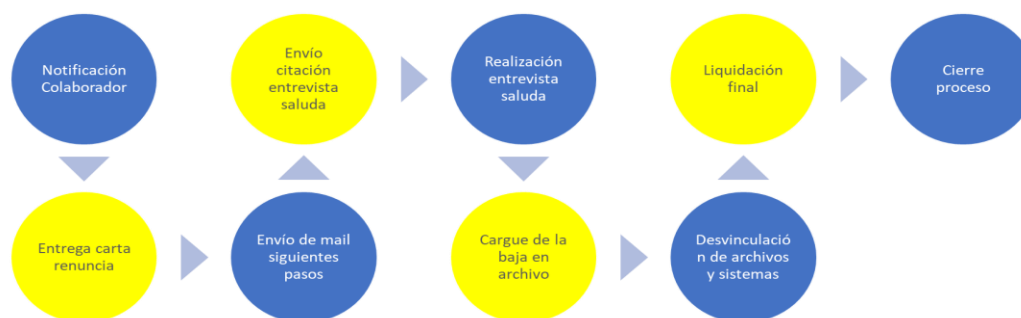 Notificación
Colaborador
Entrega carta
renuncia
Envío de mail
siguientes
pasos
Envío
citación
entrevista
saluda
Realización
entrevista
saluda
Cargue de la
baja en
archivo
Desvinculació
n de archivos
y sistemas
Liquidación
final
Cierre
proceso